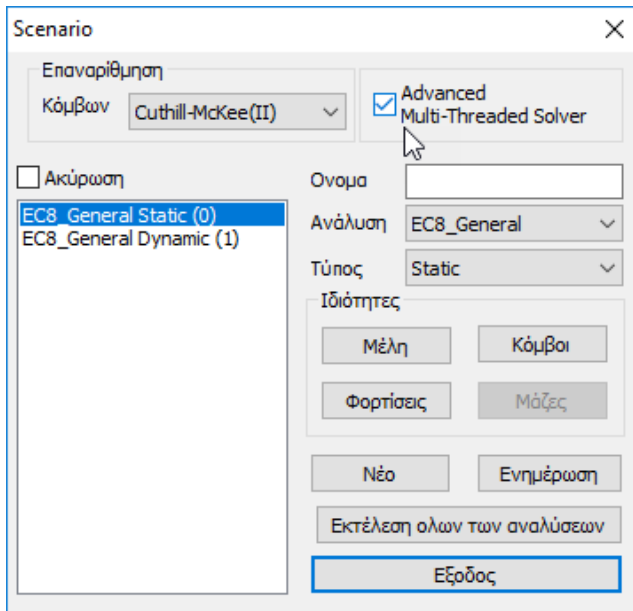 Scenario
Επαναρίθμηση
Κόμβων
Cuthill-McKee(II)
Advanced
Multi-Threaded Solver
Ακύρωση
EC8_General Static (0)
EC8_General Dynamic (1)
Ονομα
Ανάλυση
EC8_General
Τύπος
Static
Ιδιότητες
Μέλη
Κόμβοι
Φορτίσεις
Μάζες
Νέο
Ενημέρωση
Εκτέλεση ολων των αναλύσεων
Εξοδος